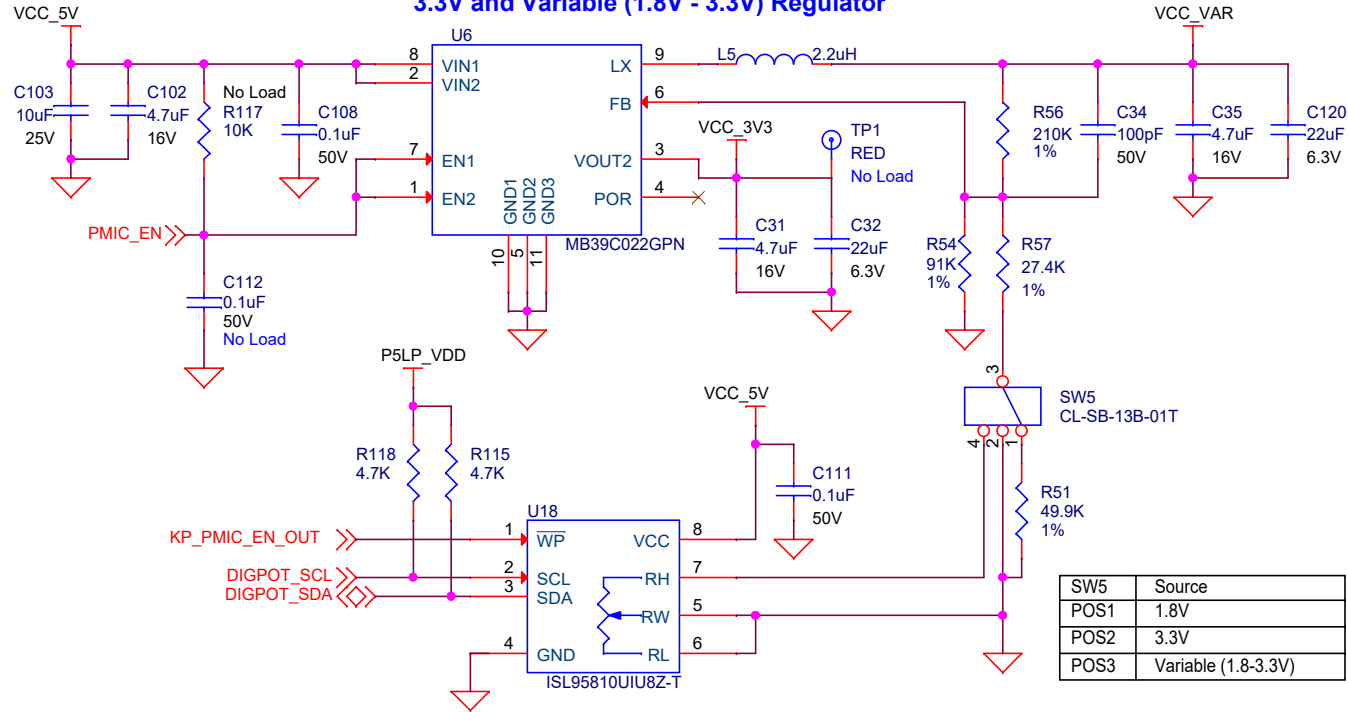 3.3V and Variable (1.8V - 3.3V) Regulator
VCC_5V
VCC_VAR
U6
C103
10uF
25V
C102
4.7uF
16V
No Load
R117
10K
C108
0.1uF
50V
8 VIN1
2 VIN2
7 EN1
1 EN2
LX 9
FB 6
VOUT2 3
POR 4
GND1
GND2
GND3
10
5
11
MB39C022GPN
L5
2.2uH
VCC_3V3
TP1
RED
No Load
C31
4.7uF
16V
C32
22uF
6.3V
R56
210K
1%
C34
100pF
50V
C35
4.7uF
16V
C120
22uF
6.3V
PMIC_EN
C112
0.1uF
50V
No Load
R54
91K
1%
R57
27.4K
1%
3
SW5
CL-SB-13B-01T
4
2
1
R51
49.9K
1%
P5LP_VDD
R118
4.7K
R115
4.7K
VCC_5V
C111
0.1uF
50V
U18
KP_PMIC_EN_OUT
DIGPOT_SCL
DIGPOT_SDA
1 WP
2 SCL
3 SDA
4 GND
VCC 8
RH 7
RW 5
RL 6
ISL95810UIU8Z-T
SW5 Source
POS1 1.8V
POS2 3.3V
POS3 Variable (1.8-3.3V)